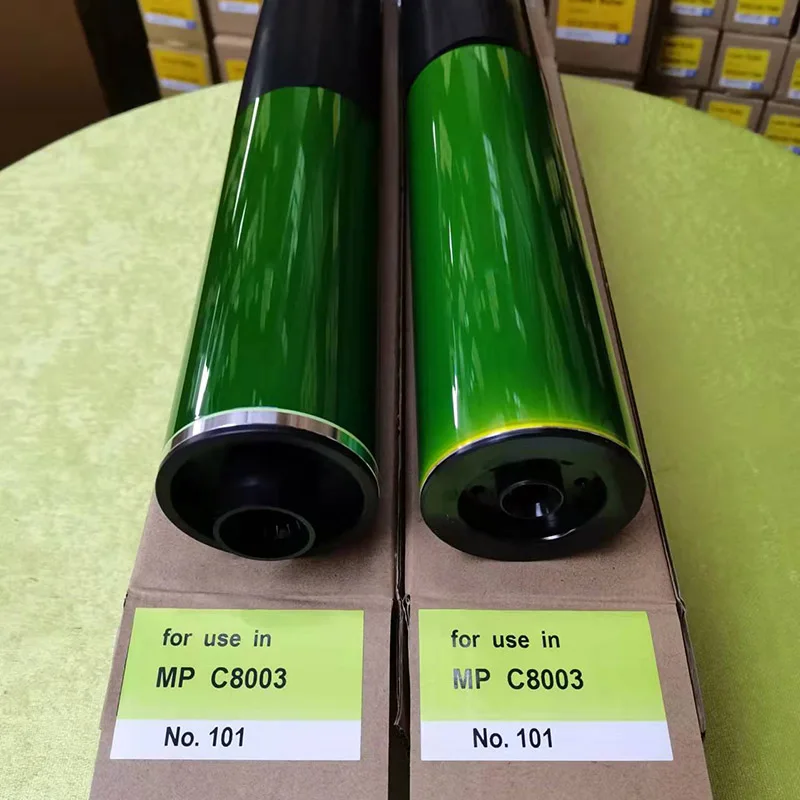 for use in
MP C8003
No. 101
for use in
MP C8003
No. 101